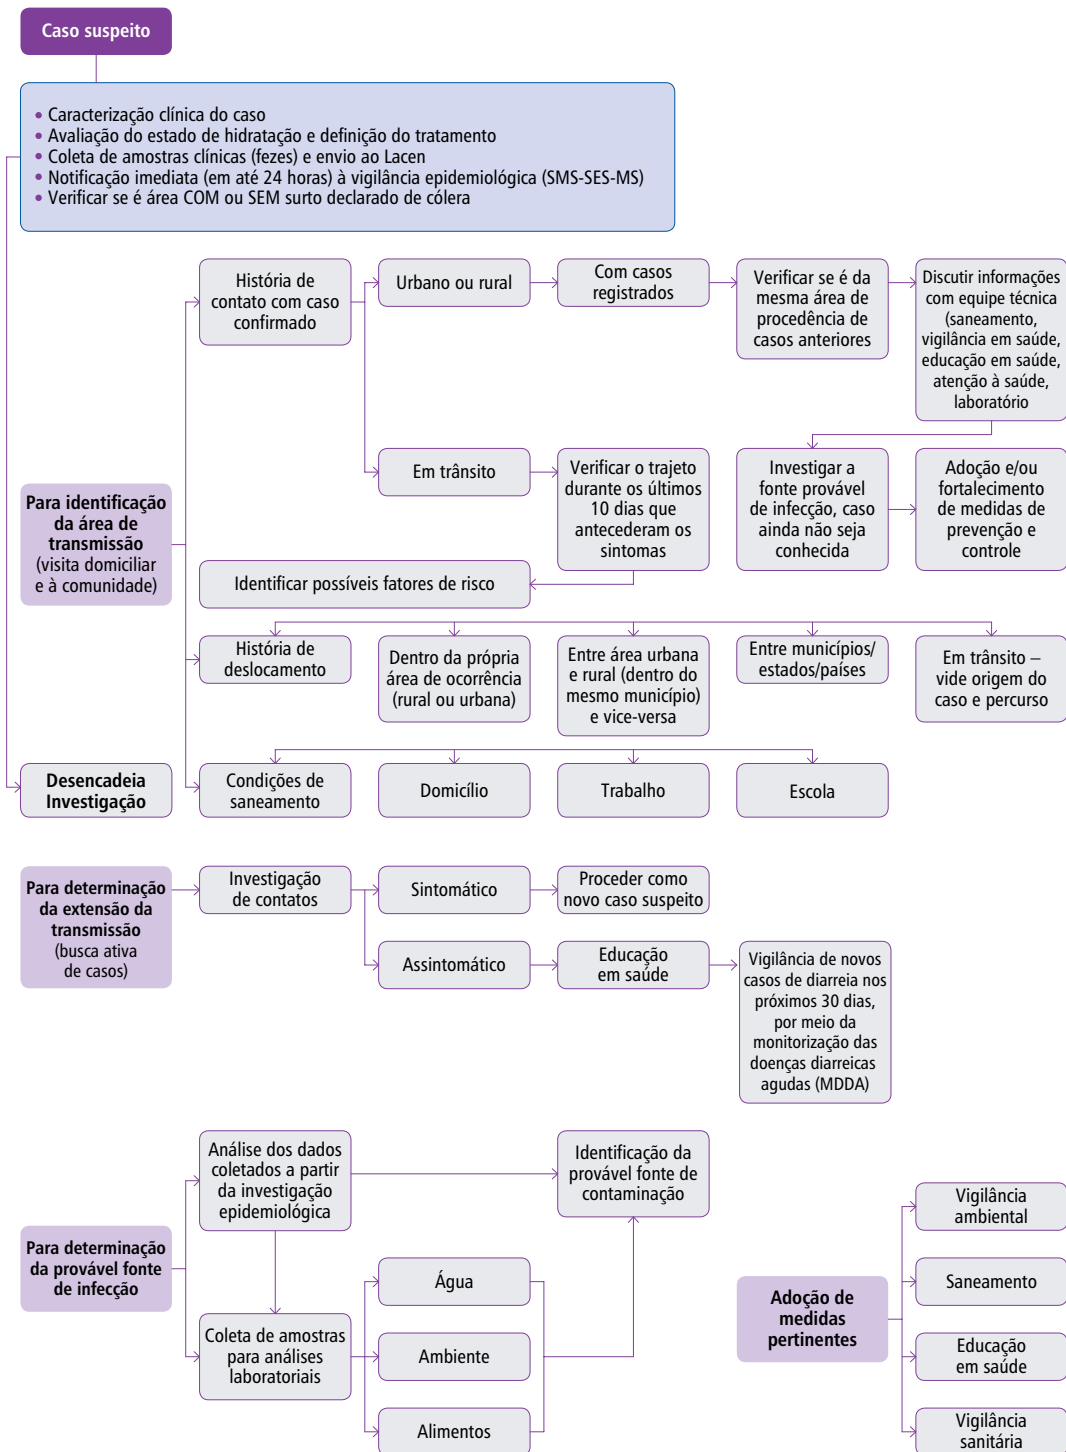 Caso suspeito
• Caracterização clínica do caso
• Avaliação do estado de hidratação e definição do tratamento
• Coleta de amostras clínicas (fezes) e envio ao Lacen
• Notificação imediata (em até 24 horas) à vigilância epidemiológica (SMS-SES-MS)
• Verificar se é área COM ou SEM surto declarado de cólera
História de
contato com caso
confirmado
Urbano ou rural
Com casos
registrados
Verificar se é da
mesma área de
procedência de
casos anteriores
Discutir informações
com equipe técnica
(saneamento,
vigilância em saúde,
educação em saúde,
atenção à saúde,
laboratório
Para identificação
da área de
transmissão
(visita domiciliar
e à comunidade)
Em trânsito
Verificar o trajeto
durante os últimos
10 dias que
antecederam os
sintomas
Investigar a
fonte provável
de infecção, caso
ainda não seja
conhecida
Adoção e/ou
fortalecimento
de medidas de
prevenção e
controle
Identificar possíveis fatores de risco
História de
deslocamento
Dentro da própria
área de ocorrência
(rural ou urbana)
Entre área urbana
e rural (dentro do
mesmo município)
e vice-versa
Entre municípios/
estados/países
Em trânsito –
vide origem do
caso e percurso
Desencadeia
Investigação
Condições de
saneamento
Domicílio
Trabalho
Escola
Para determinação
da extensão da
transmissão
(busca ativa
de casos)
Investigação
de contatos
Sintomático
Proceder como
novo caso suspeito
Assintomático
Educação
em saúde
Vigilância de novos
casos de diarreia nos
próximos 30 dias,
por meio da
monitorização das
doenças diarreicas
agudas (MDDA)
Para determinação
da provável fonte
de infecção
Análise dos dados
coletados a partir
da investigação
epidemiológica
Identificação da
provável fonte de
contaminação
Coleta de amostras
para análises
laboratoriais
Água
Ambiente
Alimentos
Adoção de
medidas
pertinentes
Vigilância
ambiental
Saneamento
Educação
em saúde
Vigilância
sanitária